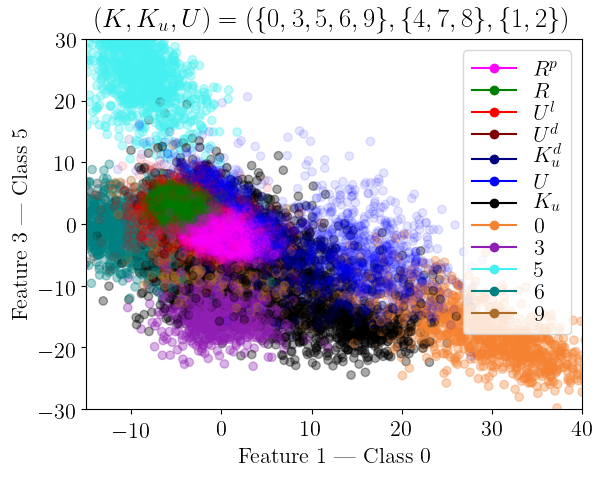 (K, K_u, U) = ({0, 3, 5, 6, 9}, {4, 7, 8}, {1, 2})
30
20
10
0
−10
−20
−30
Feature 3 — Class 5
R^p
R
U^l
U^d
K_u^d
U
K_u
0
3
5
6
9
−10 0 10 20 30 40
Feature 1 — Class 0